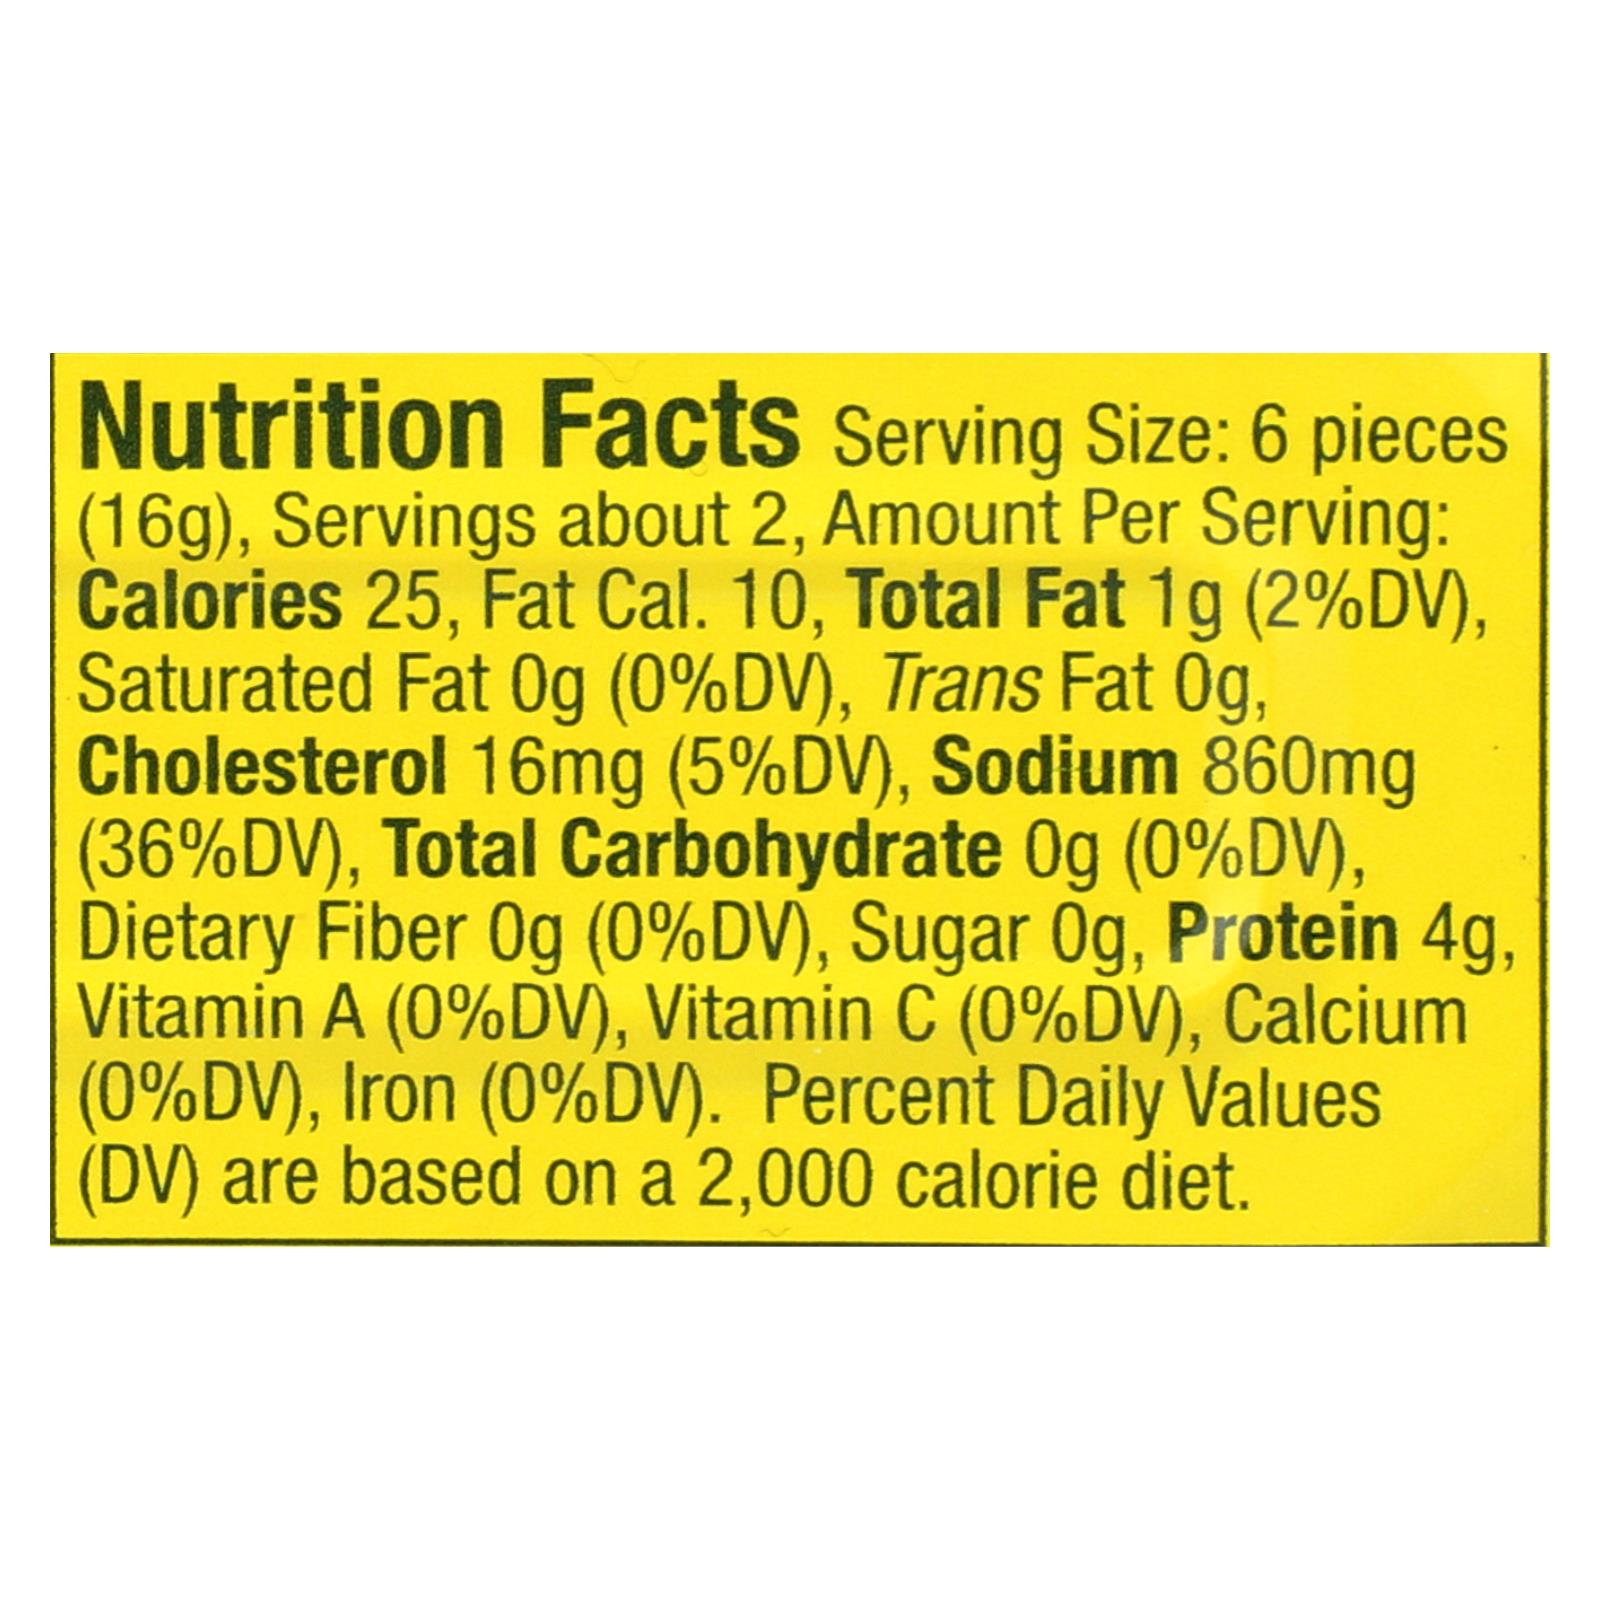 Nutrition Facts Serving Size: 6 pieces
(16g), Servings about 2, Amount Per Serving:
Calories 25, Fat Cal. 10, Total Fat 1g (2%DV),
Saturated Fat 0g (0%DV), Trans Fat 0g,
Cholesterol 16mg (5%DV), Sodium 860mg
(36%DV), Total Carbohydrate 0g (0%DV),
Dietary Fiber 0g (0%DV), Sugar 0g, Protein 4g,
Vitamin A (0%DV), Vitamin C (0%DV), Calcium
(0%DV), Iron (0%DV). Percent Daily Values
(DV) are based on a 2,000 calorie diet.